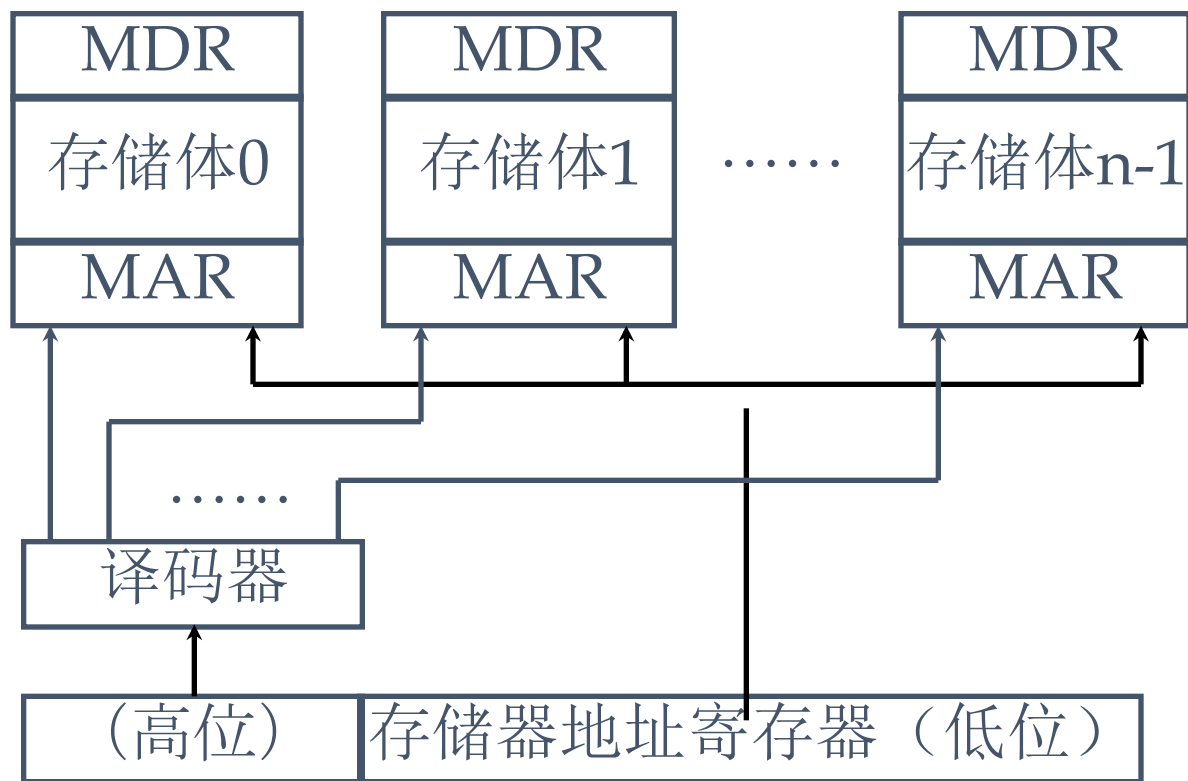 MDR MDR MDR
存储体0 存储体1 ...... 存储体n-1
MAR MAR MAR
......
译码器
(高位) 存储器地址寄存器（低位）